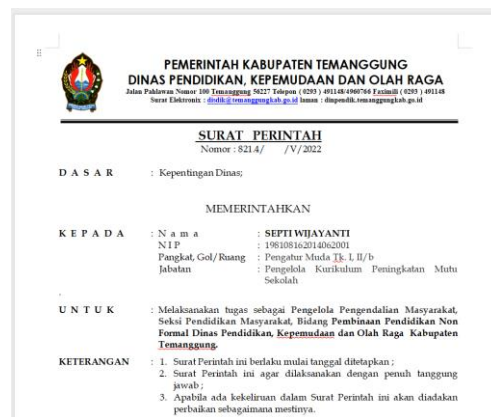 PEMERINTAH KABUPATEN TEMANGGUNG
DINAS PENDIDIKAN, KEPEMUDAAN DAN OLAH RAGA
Jalan Pahlawan Nomor 100 Temanggung 56227 Telepon ( 0293 ) 491148/4960766 Fasimili ( 0293 ) 491148
Surat Elektronix : disdik@temanggungkab.go.id laman : dinpendik.temanggungkab.go.id
SURAT PERINTAH
Nomor : 821.4/ /V/2022
D A S A R : Kepentingan Dinas;
MEMERINTAHKAN
K E P A D A : N a m a : SEPTI WIJAYANTI
N I P : 198108162014062001
Pangkat, Gol/Ruang : Pengatur Muda Tk. I, II/b
Jabatan : Pengelola Kurikulum Peningkatan Mutu
Sekolah
U N T U K : Melaksanakan tugas sebagai Pengelola Pengendalian Masyarakat,
Seksi Pendidikan Masyarakat, Bidang Pembinaan Pendidikan Non
Formal Dinas Pendidikan, Kepemudaan dan Olah Raga Kabupaten
Temanggung.
KETERANGAN : 1. Surat Perintah ini berlaku mulai tanggal ditetapkan ;
2. Surat Perintah ini agar dilaksanakan dengan penuh tanggung
jawab ;
3. Apabila ada kekeliruan dalam Surat Perintah ini akan diadakan
perbaikan sebagaimana mestinya.